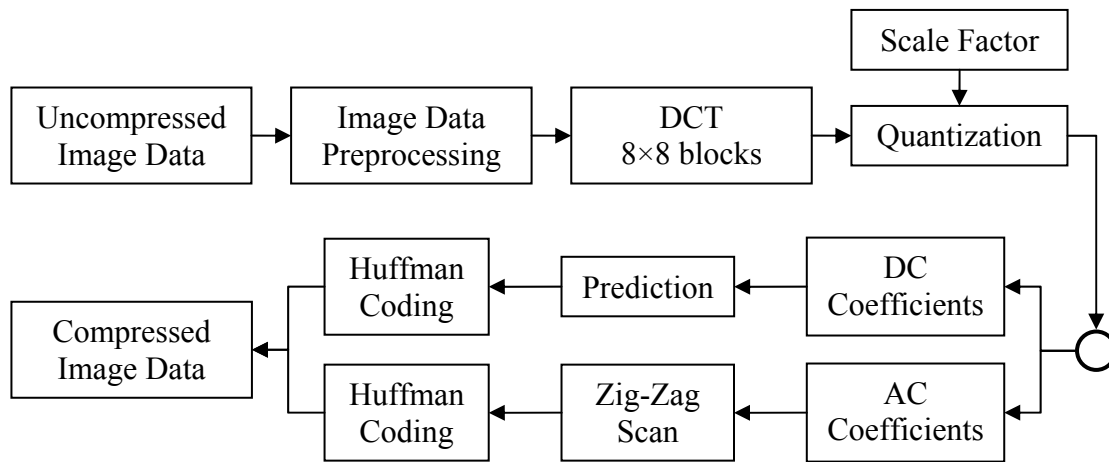 Scale Factor
Uncompressed
Image Data
Image Data
Preprocessing
DCT
8×8 blocks
Quantization
Huffman
Coding
Prediction
DC
Coefficients
Compressed
Image Data
Huffman
Coding
Zig-Zag
Scan
AC
Coefficients